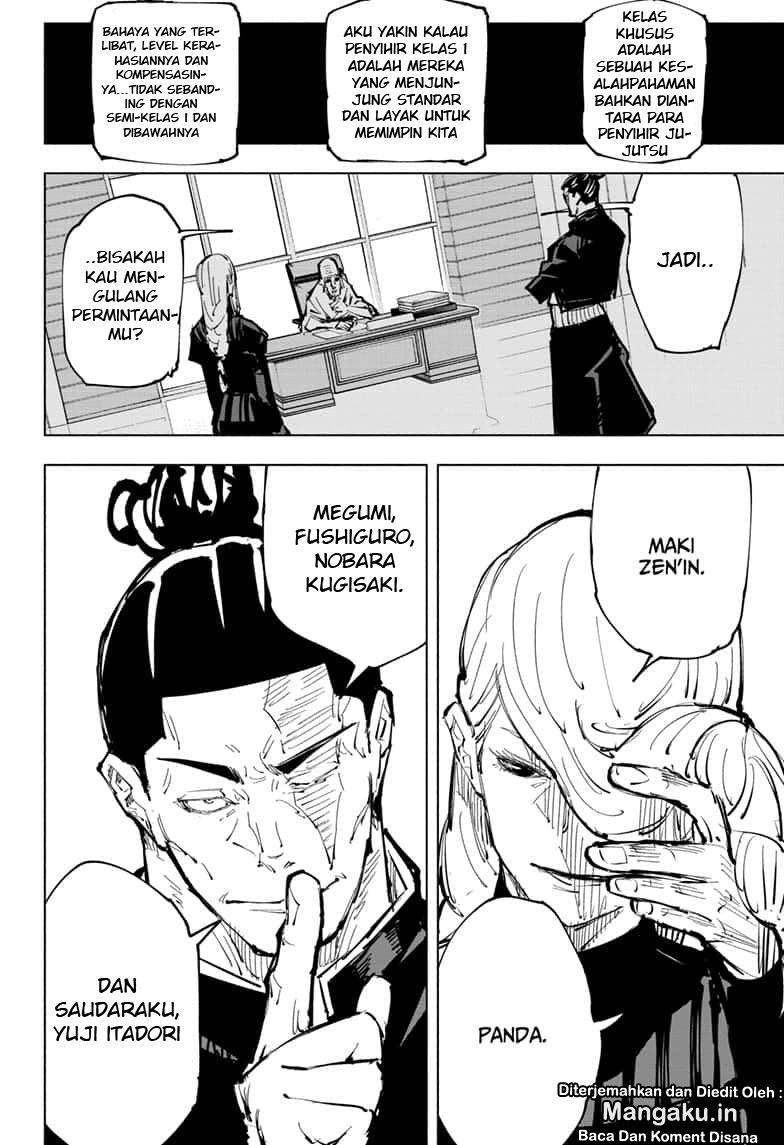 KELAS
KHUSUS
ADALAH
SEBUAH KES-
ALAHPAHAMAN
BAHKAN DIAN-
TARA PARA
PENYIHIR JU-
JUTSU
AKU YAKIN KALAU
PENYIHIR KELAS 1
ADALAH MEREKA
YANG MENJUN-
JUNG STANDAR
DAN LAYAK UNTUK
MEMIMPIN KITA
BAHAYA YANG TER-
LIBAT, LEVEL KERA-
HASIANNYA DAN
KOMPENSASIN-
YA...TIDAK SEBAND-
ING DENGAN
SEMI-KELAS 1 DAN
DIBAWAHNYA
JADI..
..BISAKAH
KAU MEN-
GULANG
PERMINTAAN-
MU?
MAKI
ZEN'IN.
PANDA.
MEGUMI,
FUSHIGURO,
NOBARA
KUGISAKI.
DAN
SAUDARAKU,
YUJI ITADORI
Diterjemahkan dan Diedit Oleh :
Mangaku.in
Baca Dan Koment Disana